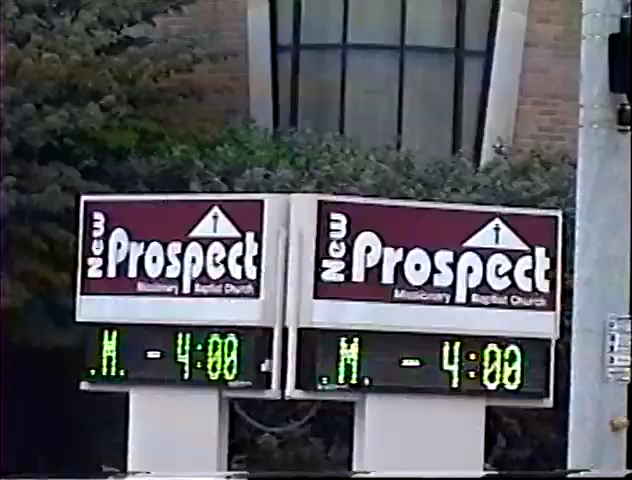 New
Prospect
Missionary Baptist Church
.M. - 4:00
New
Prospect
Missionary Baptist Church
.M. - 4:00